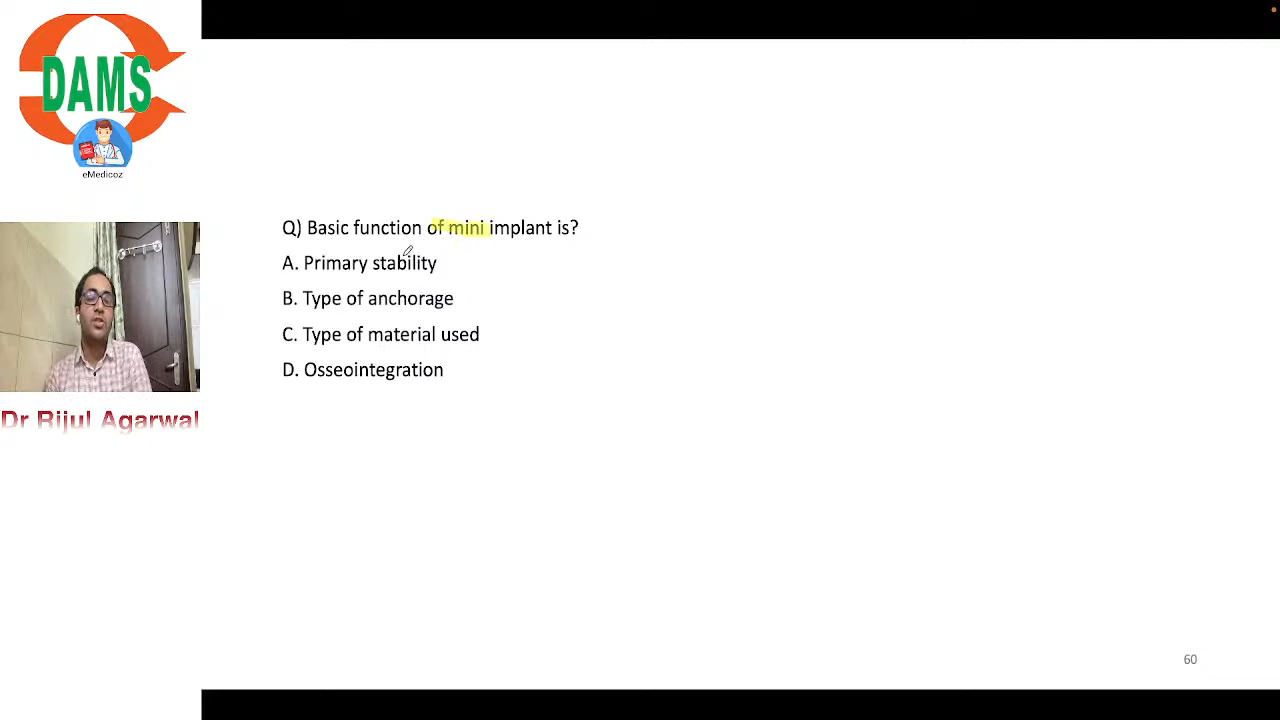 DAMS
eMedicoz
Q) Basic function of mini implant is?
A. Primary stability
B. Type of anchorage
C. Type of material used
D. Osseointegration
Dr Rijul Agarwal
60